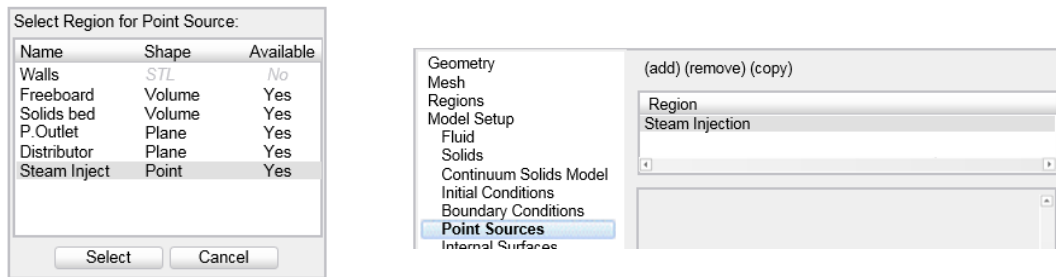 Select Region for Point Source:
Name Shape Available
Walls STL No
Freeboard Volume Yes
Solids bed Volume Yes
P.Outlet Plane Yes
Distributor Plane Yes
Steam Inject Point Yes
Select Cancel
Geometry
Mesh
Regions
Model Setup
Fluid
Solids
Continuum Solids Model
Initial Conditions
Boundary Conditions
Point Sources
Internal Surfaces
(add) (remove) (copy)
Region
Steam Injection